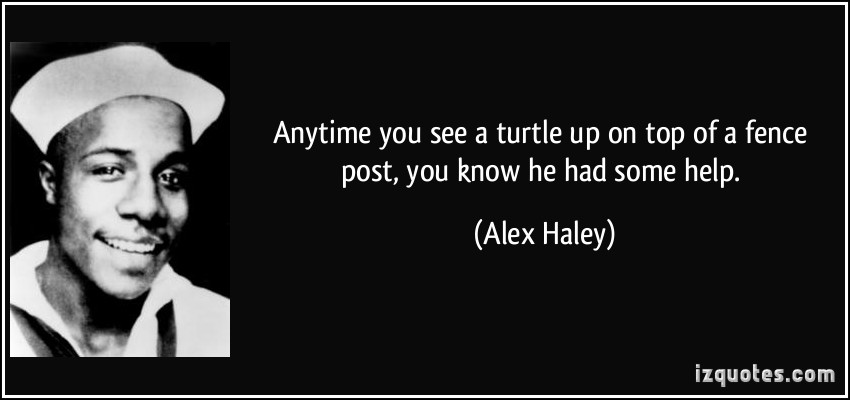 Anytime you see a turtle up on top of a fence
post, you know he had some help.
(Alex Haley)
izquotes.com